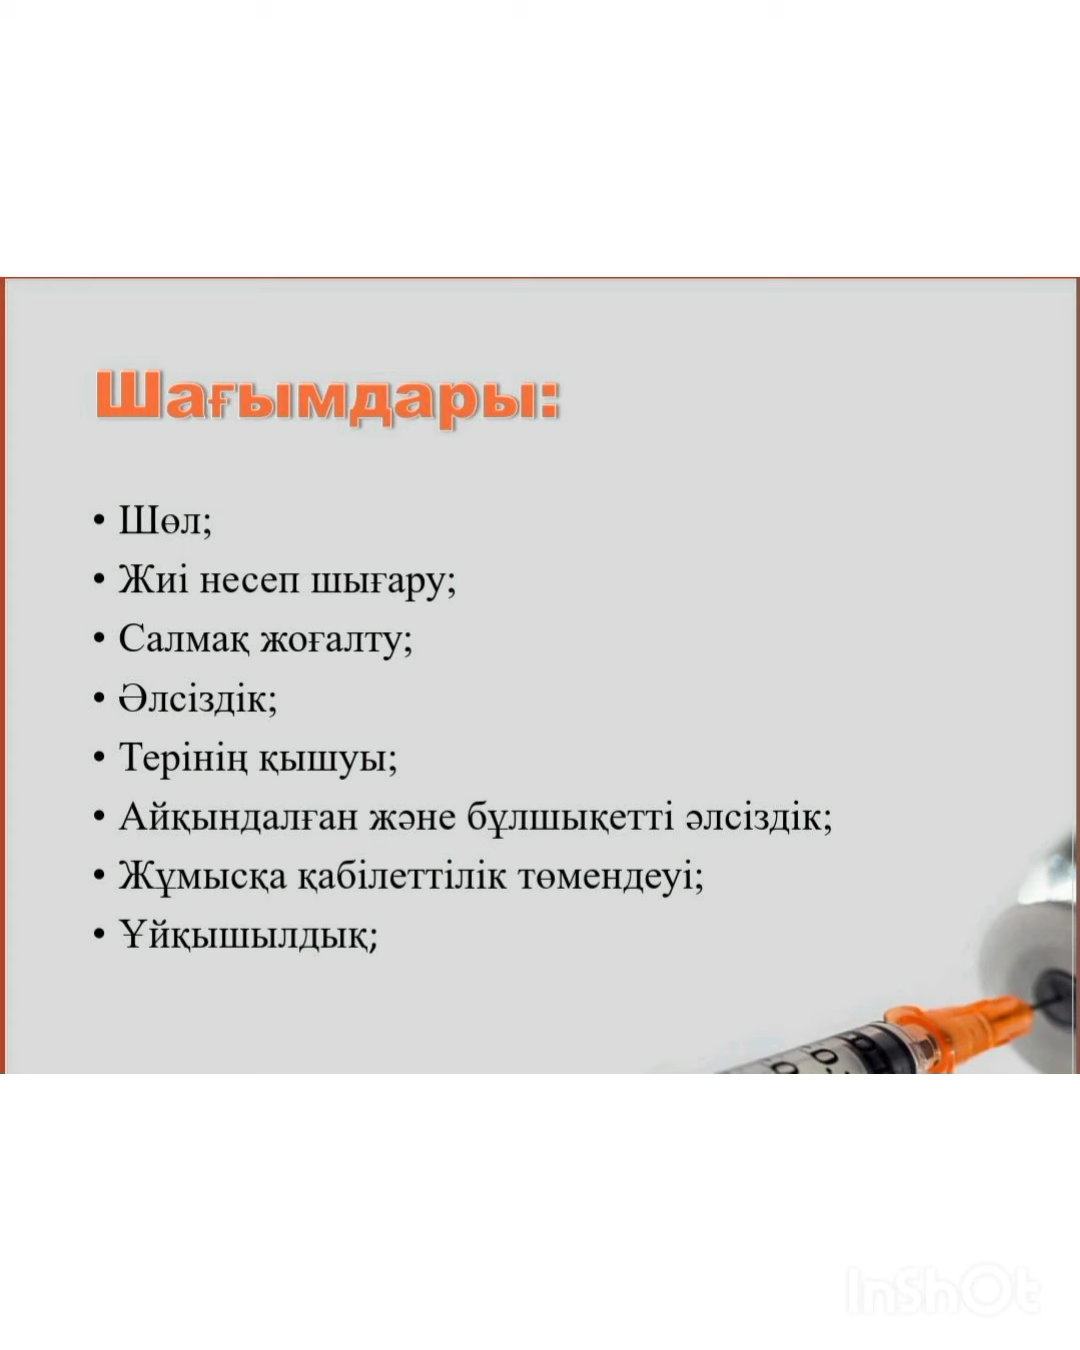 Шағымдары:
• Шөл;
• Жиі несеп шығару;
• Салмақ жоғалту;
• Әлсіздік;
• Терінің қышуы;
• Айқындалған және бұлшықетті әлсіздік;
• Жұмысқа қабілеттілік төмендеуі;
• Ұйқышылдық;
InShOt